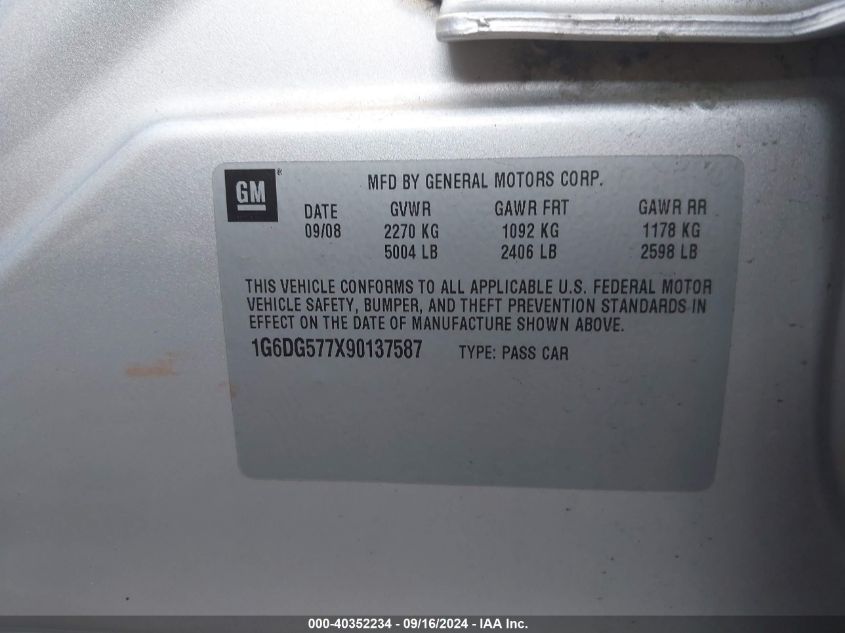 GM®
MFD BY GENERAL MOTORS CORP.
DATE GVWR GAWR FRT GAWR RR
09/08 2270 KG 1092 KG 1178 KG
5004 LB 2406 LB 2598 LB
THIS VEHICLE CONFORMS TO ALL APPLICABLE U.S. FEDERAL MOTOR
VEHICLE SAFETY, BUMPER, AND THEFT PREVENTION STANDARDS IN
EFFECT ON THE DATE OF MANUFACTURE SHOWN ABOVE.
1G6DG577X90137587 TYPE: PASS CAR
000-40352234 - 09/16/2024 - IAA Inc.